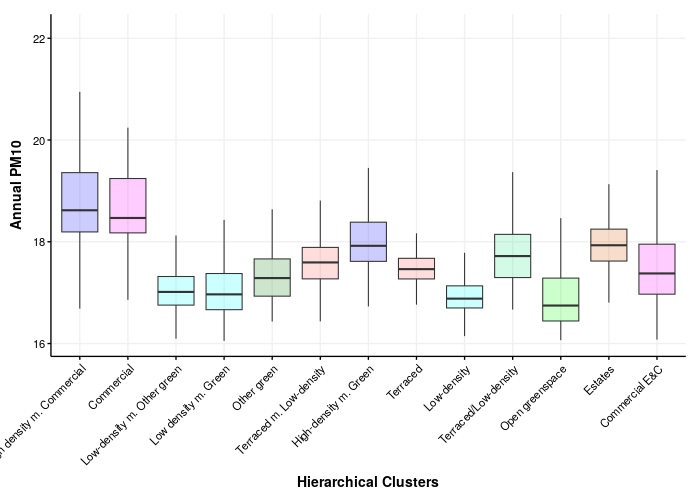 22
20
18
16
Annual PM10
density m. Commercial
Commercial
Low-density m. Other green
Low density m. Green
Other green
Terraced m. Low-density
High-density m. Green
Terraced
Low-density
Terraced/Low-density
Open greenspace
Estates
Commercial E&C
Hierarchical Clusters